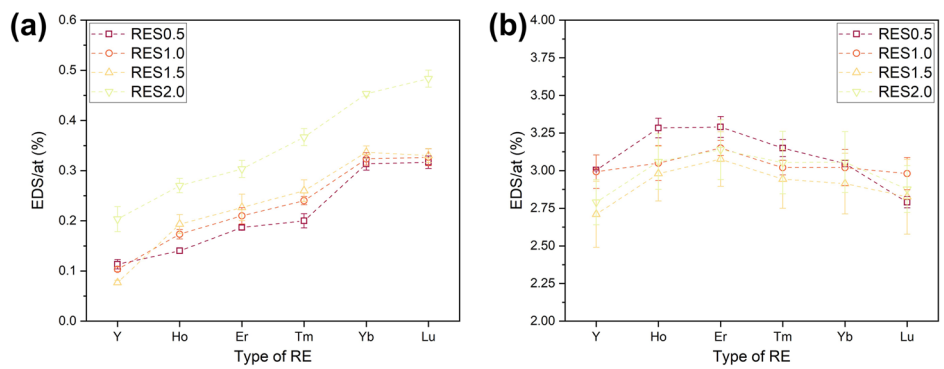 (a)
RES0.5
RES1.0
RES1.5
RES2.0
EDS/at (%)
0.6
0.5
0.4
0.3
0.2
0.1
0.0
Y Ho Er Tm Yb Lu
Type of RE
(b)
RES0.5
RES1.0
RES1.5
RES2.0
EDS/at (%)
4.00
3.75
3.50
3.25
3.00
2.75
2.50
2.25
2.00
Y Ho Er Tm Yb Lu
Type of RE